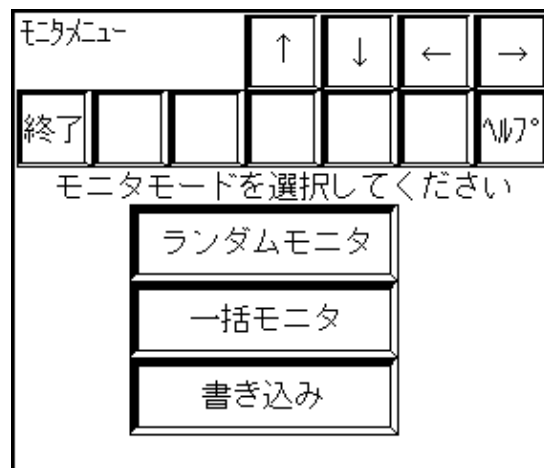 モニタメニュー ↑ ↓ ← →
終了 ヘルプ
モニタモードを選択してください
ランダムモニタ
一括モニタ
書き込み